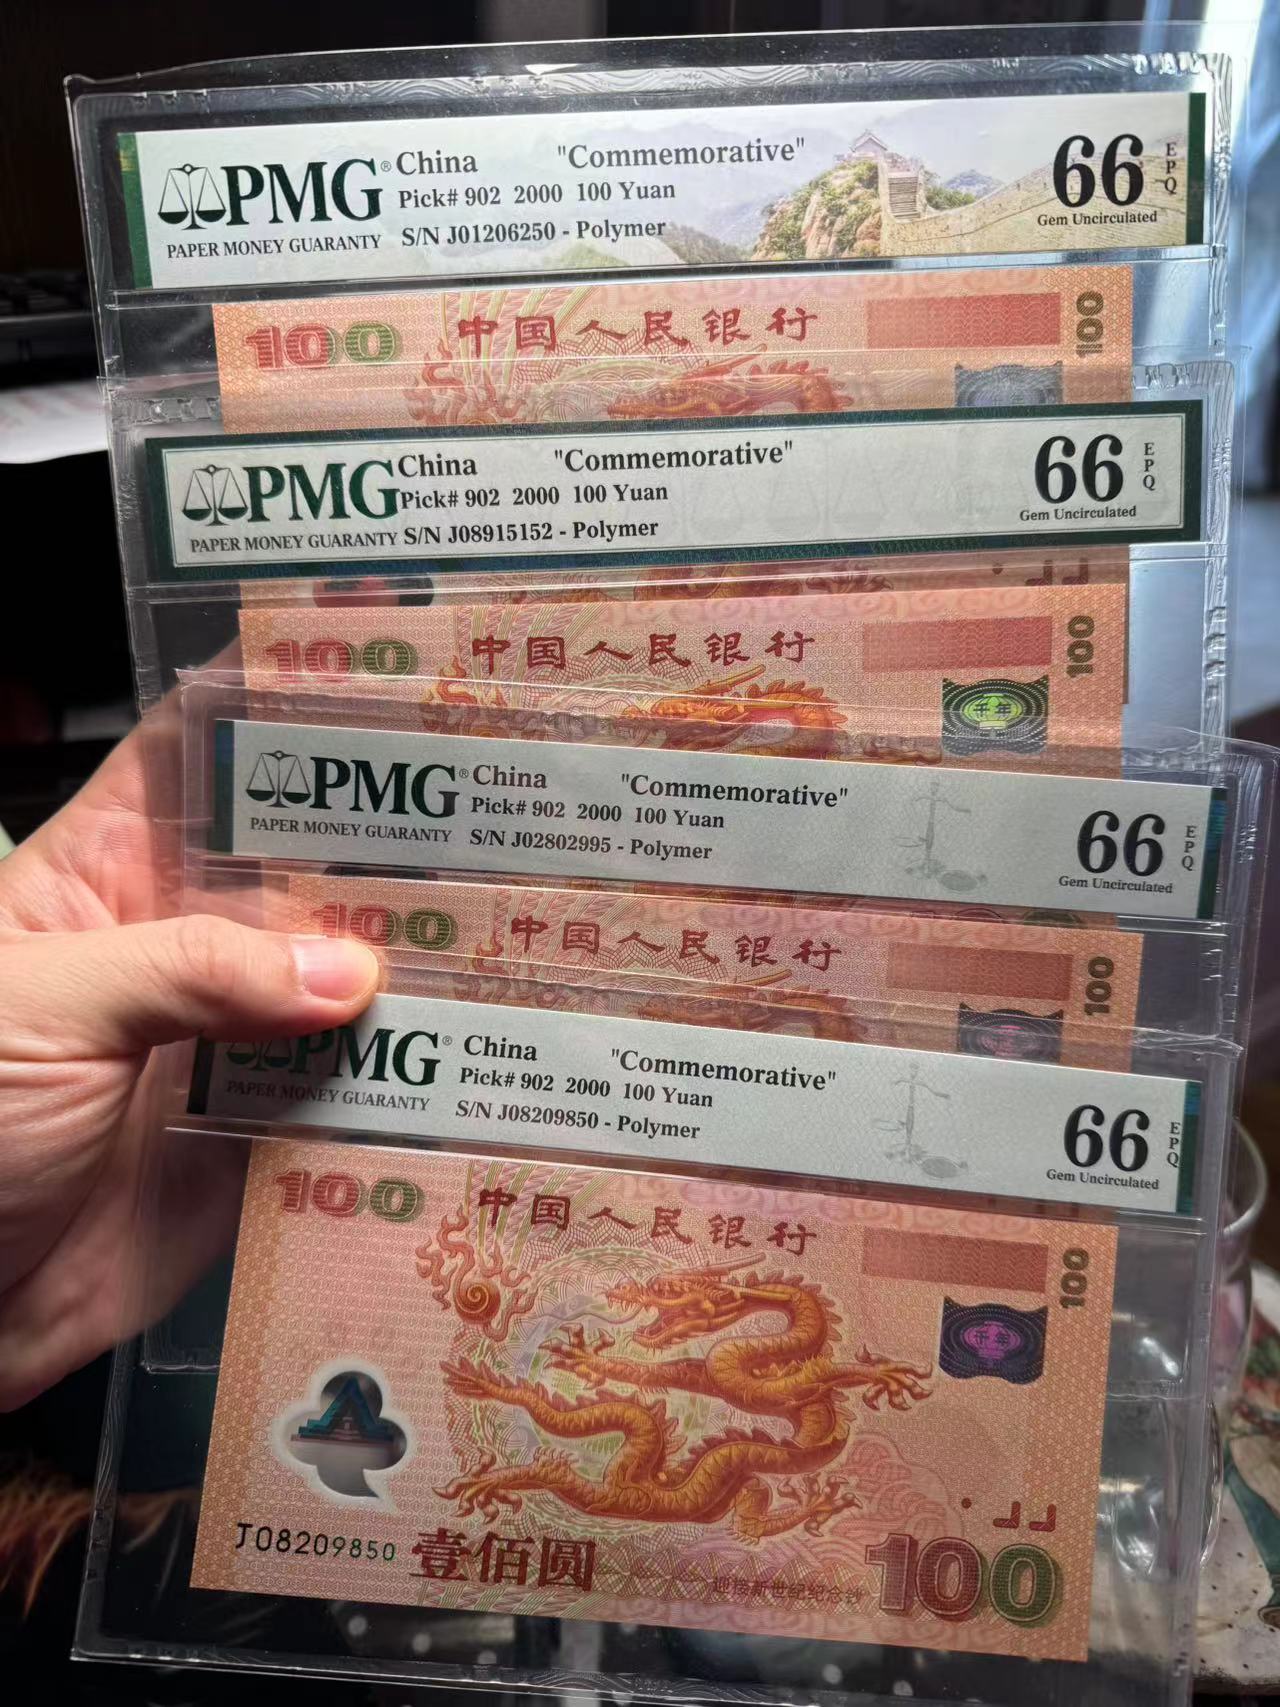 PMG® China "Commemorative" 66 EPQ
Pick# 902 2000 100 Yuan
PAPER MONEY GUARANTY S/N J01206250 - Polymer Gem Uncirculated
100 中国人民银行 100
PMG China "Commemorative" 66 EPQ
Pick# 902 2000 100 Yuan
PAPER MONEY GUARANTY S/N J08915152 - Polymer Gem Uncirculated
100 中国人民银行 100
千年
PMG® China "Commemorative" 66 EPQ
Pick# 902 2000 100 Yuan
PAPER MONEY GUARANTY S/N J02802995 - Polymer Gem Uncirculated
100 中国人民银行 100
PMG® China "Commemorative" 66 EPQ
Pick# 902 2000 100 Yuan
PAPER MONEY GUARANTY S/N J08209850 - Polymer Gem Uncirculated
100 中国人民银行 100
千年
J08209850 壹佰圆 迎接新世纪纪念钞 100